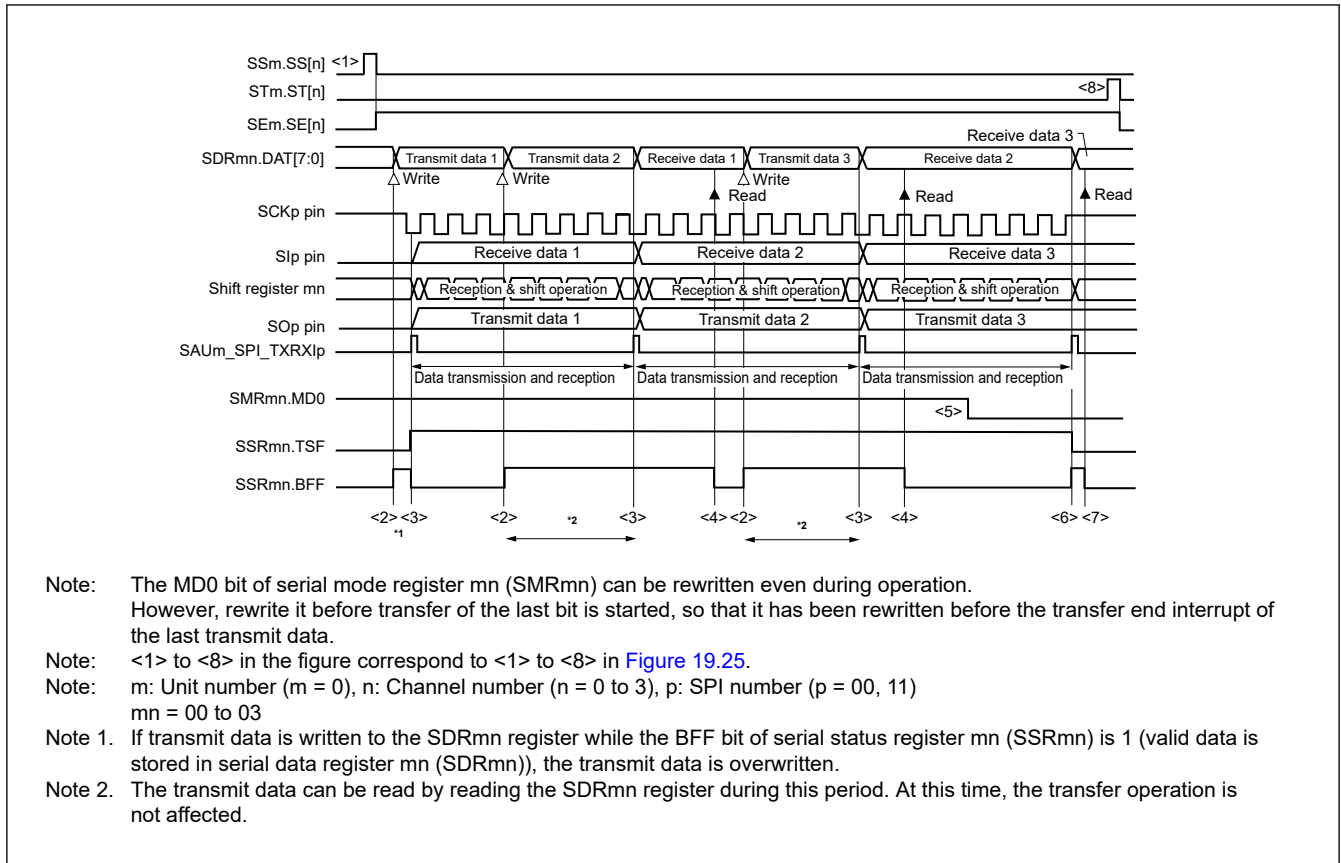 SSm.SS[n] <1>
STm.ST[n] <8>
SEm.SE[n]
Receive data 3
SDRmn.DAT[7:0] Transmit data 1 Transmit data 2 Receive data 1 Transmit data 3 Receive data 2
Write Write Write
Read Read Read
SCKp pin
SIp pin Receive data 1 Receive data 2 Receive data 3
Shift register mn Reception & shift operation Reception & shift operation Reception & shift operation
SOp pin Transmit data 1 Transmit data 2 Transmit data 3
SAUm_SPI_TXRXIp
Data transmission and reception Data transmission and reception Data transmission and reception
SMRmn.MD0
<5>
SSRmn.TSF
SSRmn.BFF
<2> <3> <2> *2 <3> <4> <2> *2 <3> <4> <6> <7>
*1
Note: The MD0 bit of serial mode register mn (SMRmn) can be rewritten even during operation.
However, rewrite it before transfer of the last bit is started, so that it has been rewritten before the transfer end interrupt of
the last transmit data.
Note: <1> to <8> in the figure correspond to <1> to <8> in Figure 19.25.
Note: m: Unit number (m = 0), n: Channel number (n = 0 to 3), p: SPI number (p = 00, 11)
mn = 00 to 03
Note 1. If transmit data is written to the SDRmn register while the BFF bit of serial status register mn (SSRmn) is 1 (valid data is
stored in serial data register mn (SDRmn)), the transmit data is overwritten.
Note 2. The transmit data can be read by reading the SDRmn register during this period. At this time, the transfer operation is
not affected.